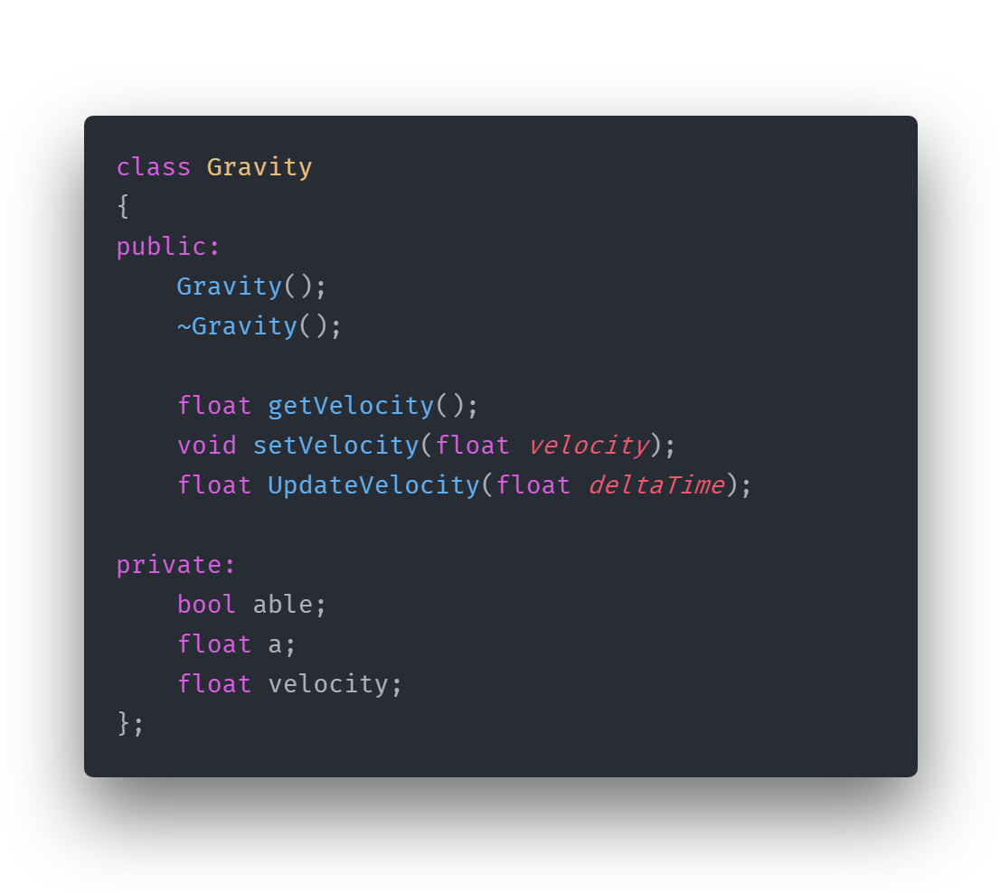 class Gravity
{
public:
    Gravity();
    ~Gravity();

    float getVelocity();
    void setVelocity(float velocity);
    float UpdateVelocity(float deltaTime);

private:
    bool able;
    float a;
    float velocity;
};